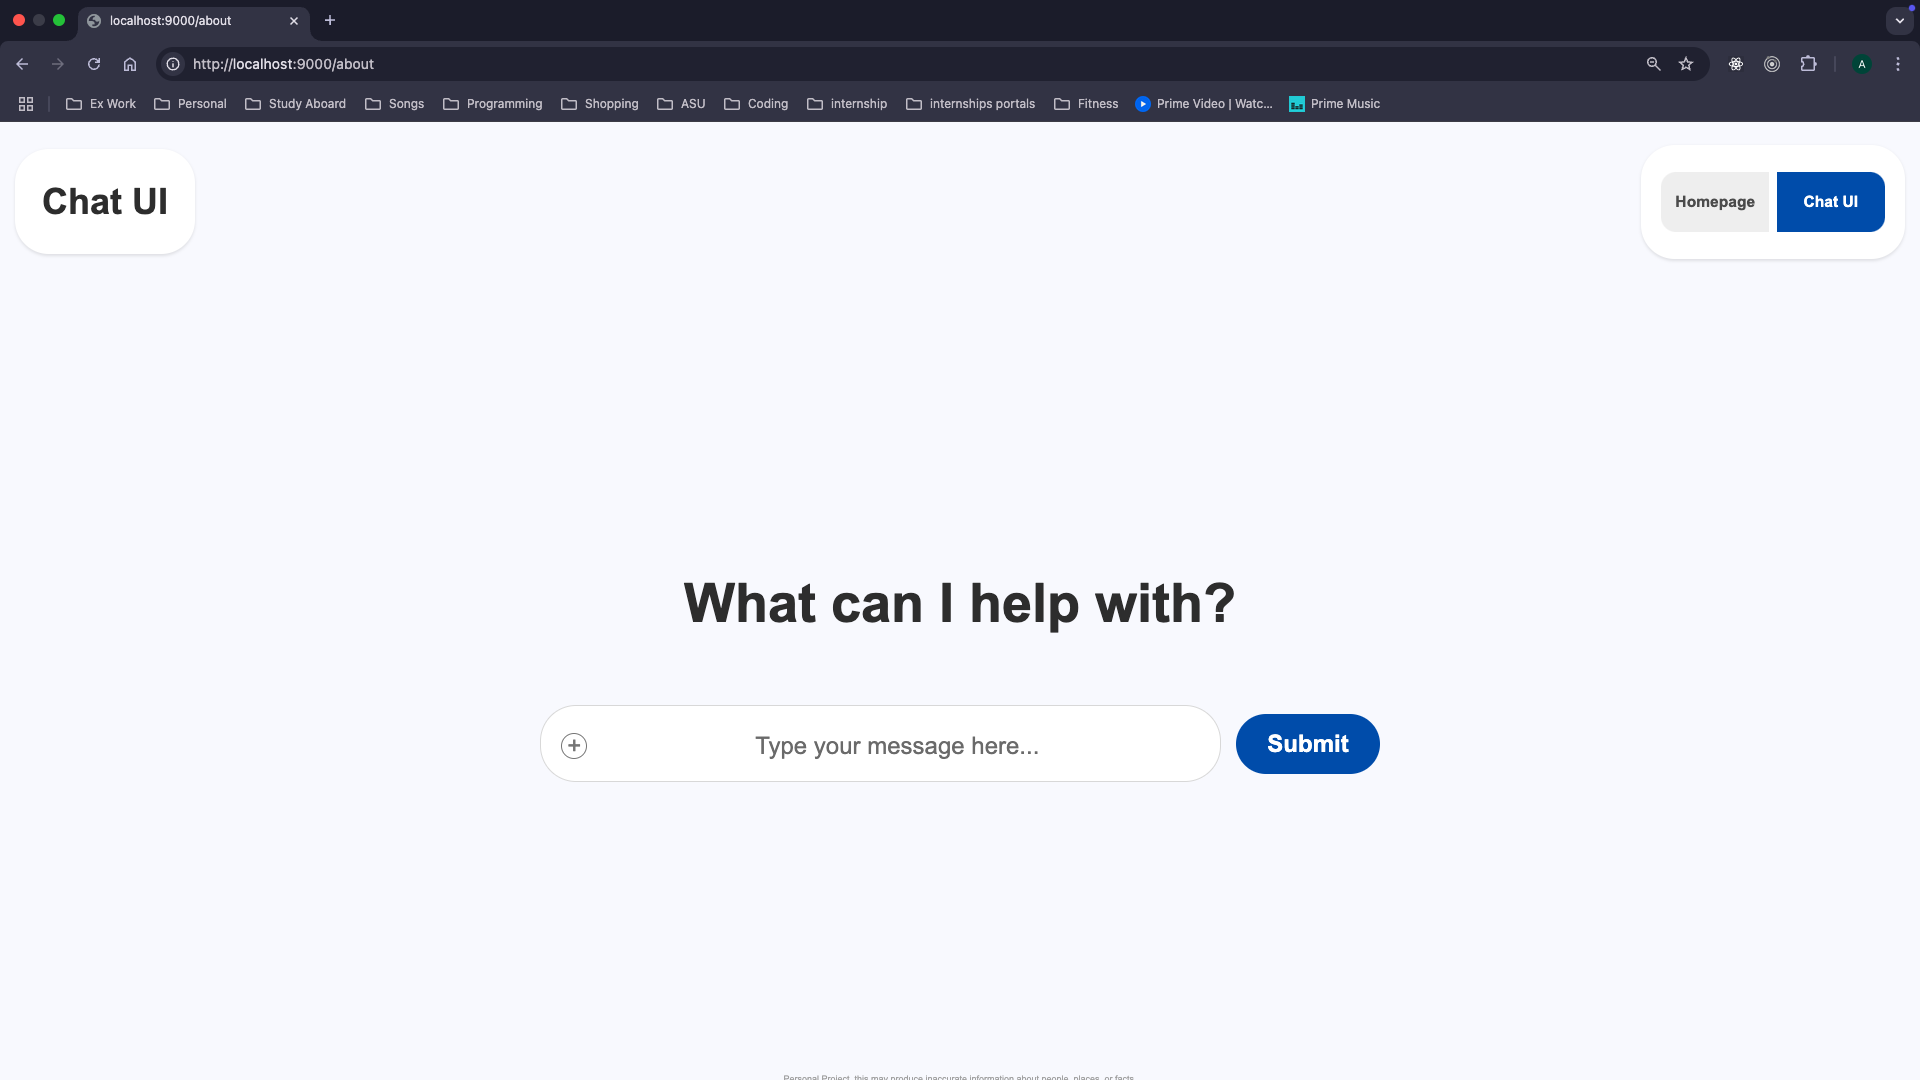 localhost:9000/about
http://localhost:9000/about
A
Ex Work Personal Study Aboard Songs Programming Shopping ASU Coding internship internships portals Fitness Prime Video | Watc... Prime Music
Chat UI
Homepage Chat UI
What can I help with?
Type your message here...
Submit
Personal Project, this may produce inaccurate information about people, places, or facts